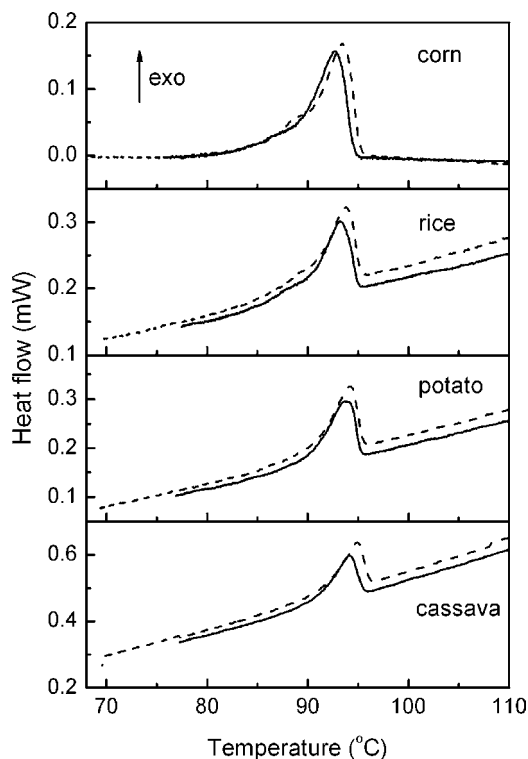 0.2
corn
exo
0.1
0.0
rice
0.3
0.2
0.1
Heat flow (mW)
potato
0.3
0.2
0.1
0.6
cassava
0.4
0.2
70 80 90 100 110
Temperature (°C)